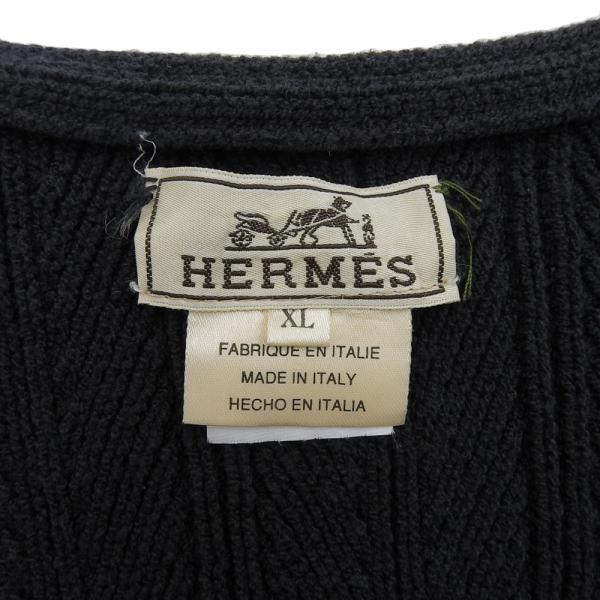 HERMÈS
XL
FABRIQUE EN ITALIE
MADE IN ITALY
HECHO EN ITALIA